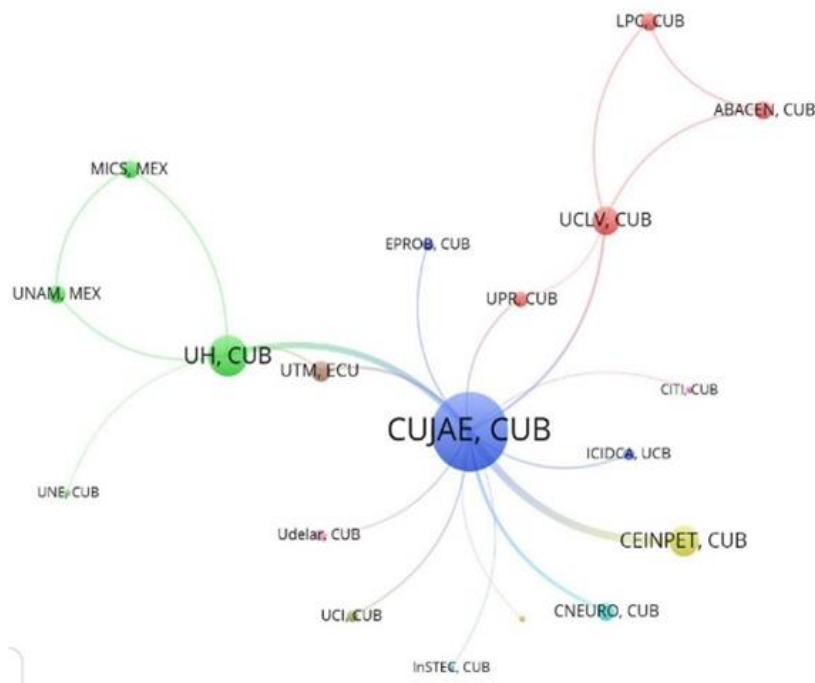 LPC, CUB
ABACEN, CUB
MICS, MEX
UCLV, CUB
EPROB, CUB
UNAM, MEX
UPR, CUB
UH, CUB
UTM, ECU
CITI, CUB
CUJAE, CUB
ICIDCA, UCB
UNE, CUB
Udelar, CUB
CEINPET, CUB
UCI, CUB
CNEURO, CUB
InSTEC, CUB